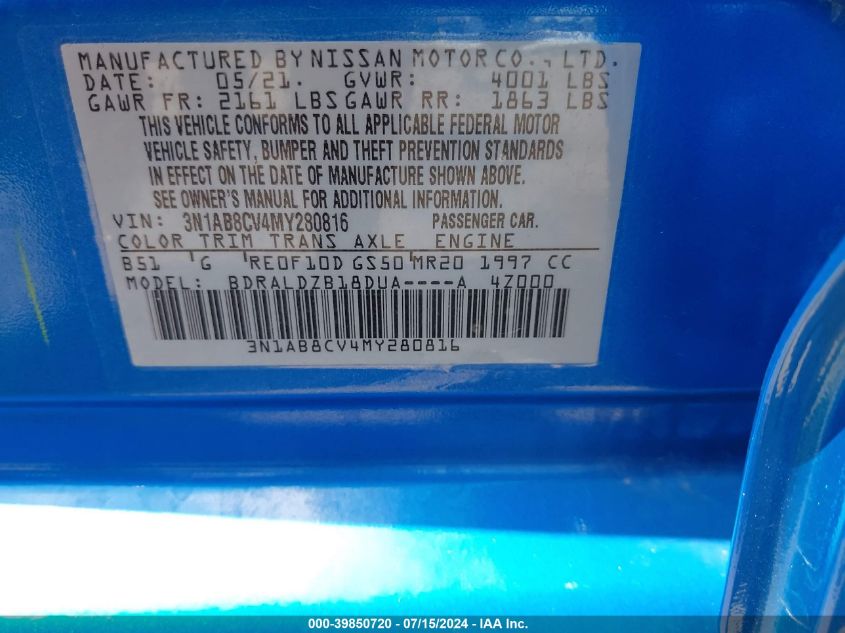 MANUFACTURED BY NISSAN MOTOR CO., LTD.
DATE: 05/21. GVWR: 4001 LBS
GAWR FR: 2161 LBS GAWR RR: 1863 LBS
THIS VEHICLE CONFORMS TO ALL APPLICABLE FEDERAL MOTOR
VEHICLE SAFETY, BUMPER AND THEFT PREVENTION STANDARDS
IN EFFECT ON THE DATE OF MANUFACTURE SHOWN ABOVE.
SEE OWNER'S MANUAL FOR ADDITIONAL INFORMATION.
VIN: 3N1AB8CV4MY280816 PASSENGER CAR.
COLOR TRIM TRANS AXLE ENGINE
B51 G RE0F10D GS50 MR20 1997 CC
MODEL: BDRALDZB18DUA----A 4Z000
3N1AB8CV4MY280816
000-39850720 - 07/15/2024 - IAA Inc.